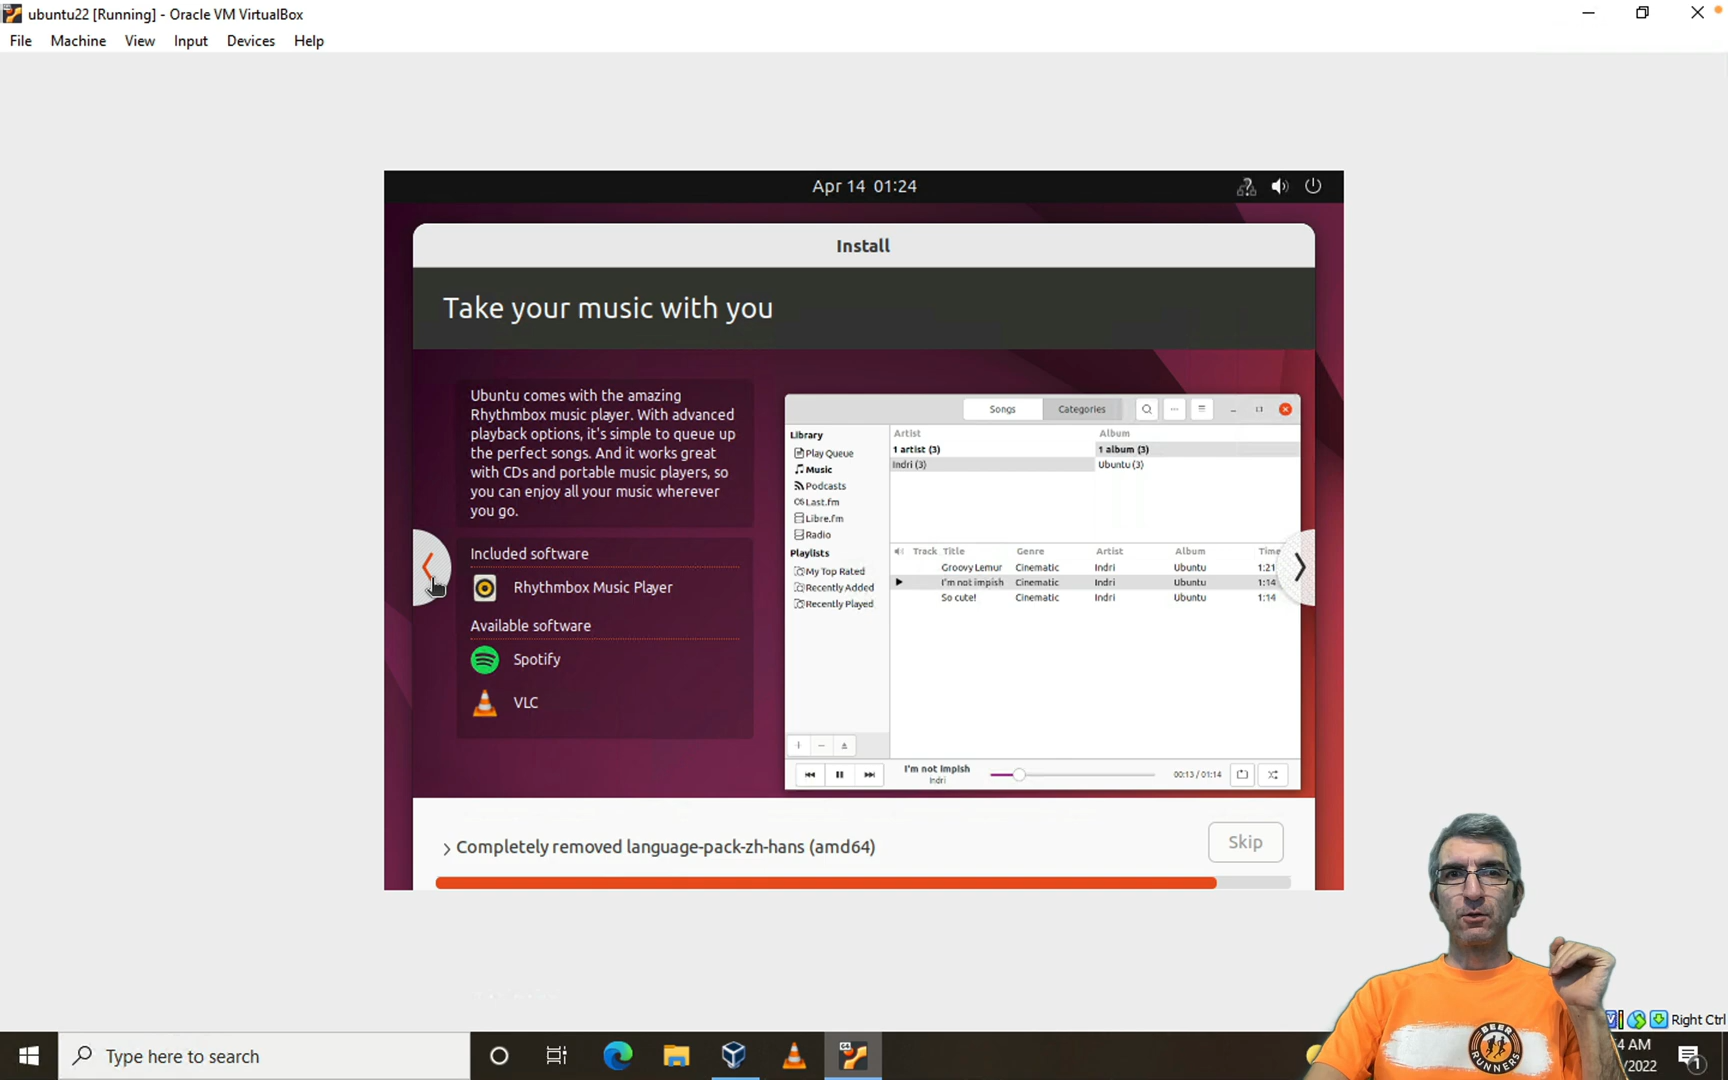 ubuntu22 [Running] - Oracle VM VirtualBox
File Machine View Input Devices Help
Apr 14 01:24
Install
Take your music with you
Ubuntu comes with the amazing
Rhythmbox music player. With advanced
playback options, it's simple to queue up
the perfect songs. And it works great
with CDs and portable music players, so
you can enjoy all your music wherever
you go.
Included software
Rhythmbox Music Player
Available software
Spotify
VLC
Songs Categories
Library
Play Queue
Music
Podcasts
Last.fm
Libre.fm
Radio
Playlists
My Top Rated
Recently Added
Recently Played
Artist Album
1 artist (3) 1 album (3)
Indri (3) Ubuntu (3)
Track Title Genre Artist Album Time
Groovy Lemur Cinematic Indri Ubuntu 1:21
I'm not impish Cinematic Indri Ubuntu 1:14
So cute! Cinematic Indri Ubuntu 1:14
I'm not impish
Indri
00:13 / 01:14
Completely removed language-pack-zh-hans (amd64)
Skip
BEER
RUNNERS
Right Ctrl
Type here to search
64
4 AM
/2022
1